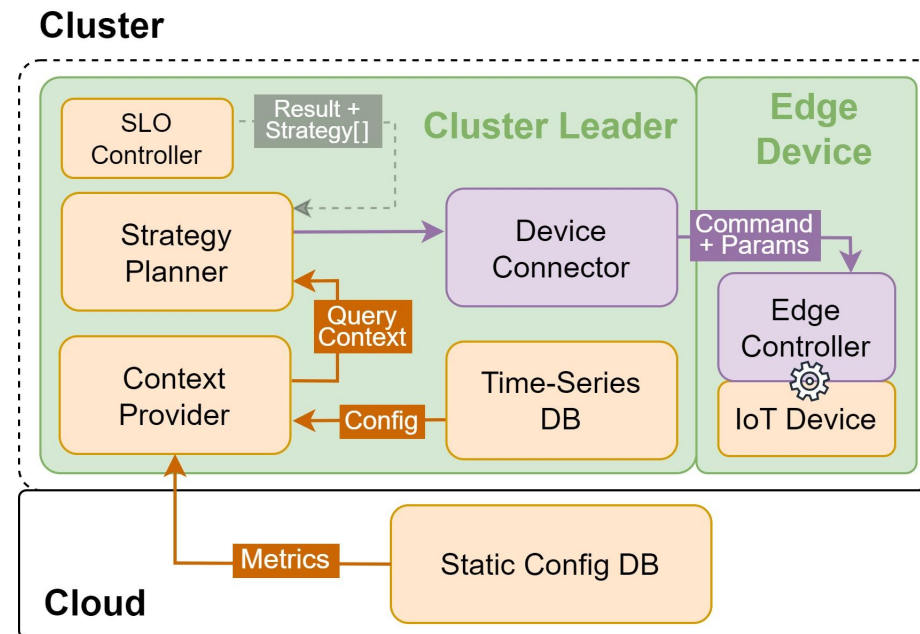 Cluster
SLO
Controller
Result +
Strategy[]
Cluster Leader
Edge
Device
Strategy
Planner
Device
Connector
Command
+ Params
Query
Context
Edge
Controller
Context
Provider
Config
Time-Series
DB
IoT Device
Metrics
Static Config DB
Cloud